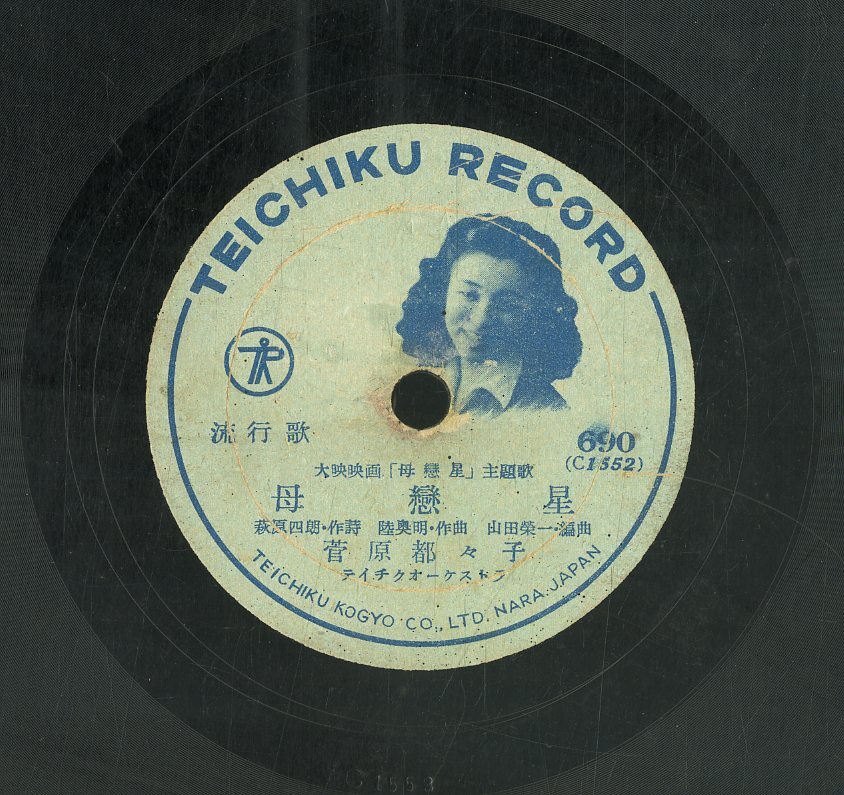 TEICHIKU RECORD
流行歌
690
(C1552)
大映映画「母戀星」主題歌
母戀星
萩原四朗・作詩 陸奥明・作曲 山田榮一・編曲
菅原都々子
テイチクオーケストラ
TEICHIKU KOGYO CO., LTD. NARA. JAPAN
C1553